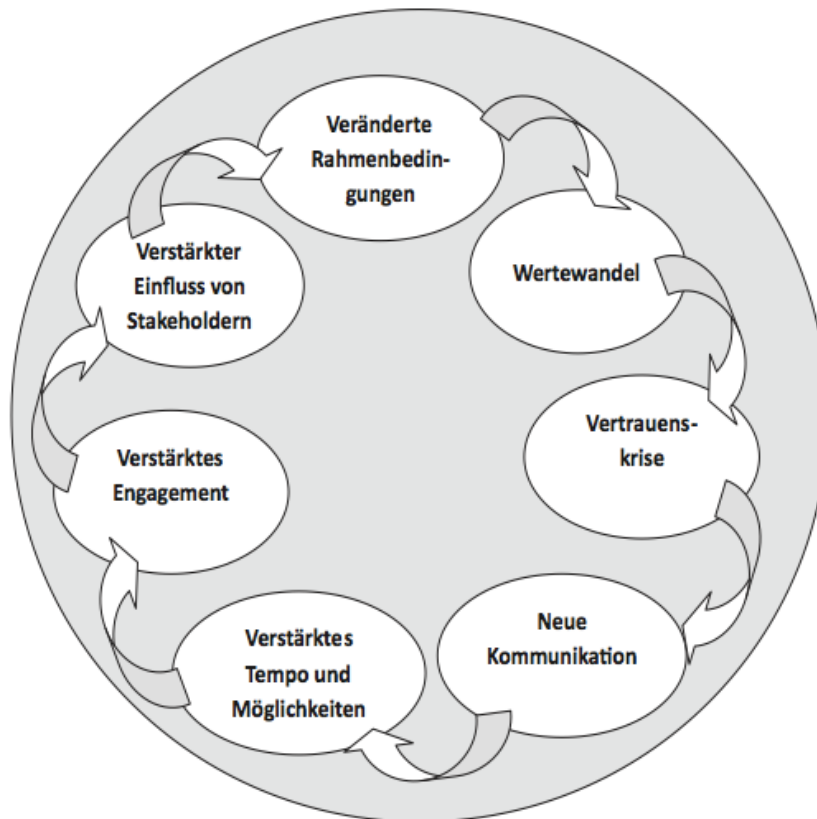 Veränderte
Rahmenbedin-
gungen
Wertewandel
Vertrauens-
krise
Neue
Kommunikation
Verstärktes
Tempo und
Möglichkeiten
Verstärktes
Engagement
Verstärkter
Einfluss von
Stakeholdern